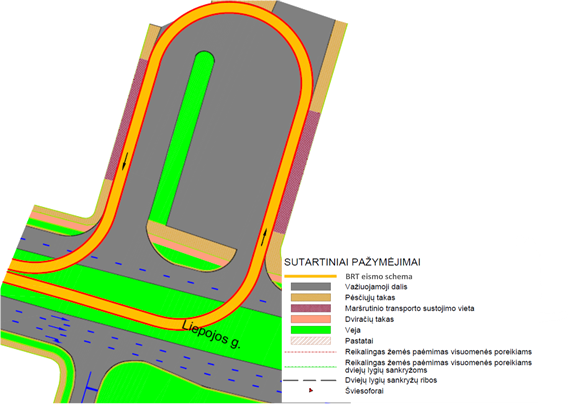 Liepojos g.
SUTARTINIAI PAŽYMĖJIMAI
BRT eismo schema
Važiuojamoji dalis
Pėsčiųjų takas
Maršrutinio transporto sustojimo vieta
Dviračių takas
Veja
Pastatai
Reikalingas žemės paėmimas visuomenės poreikiams
Reikalingas žemės paėmimas visuomenės poreikiams
dviejų lygių sankryžoms
Dviejų lygių sankryžų ribos
Šviesoforai